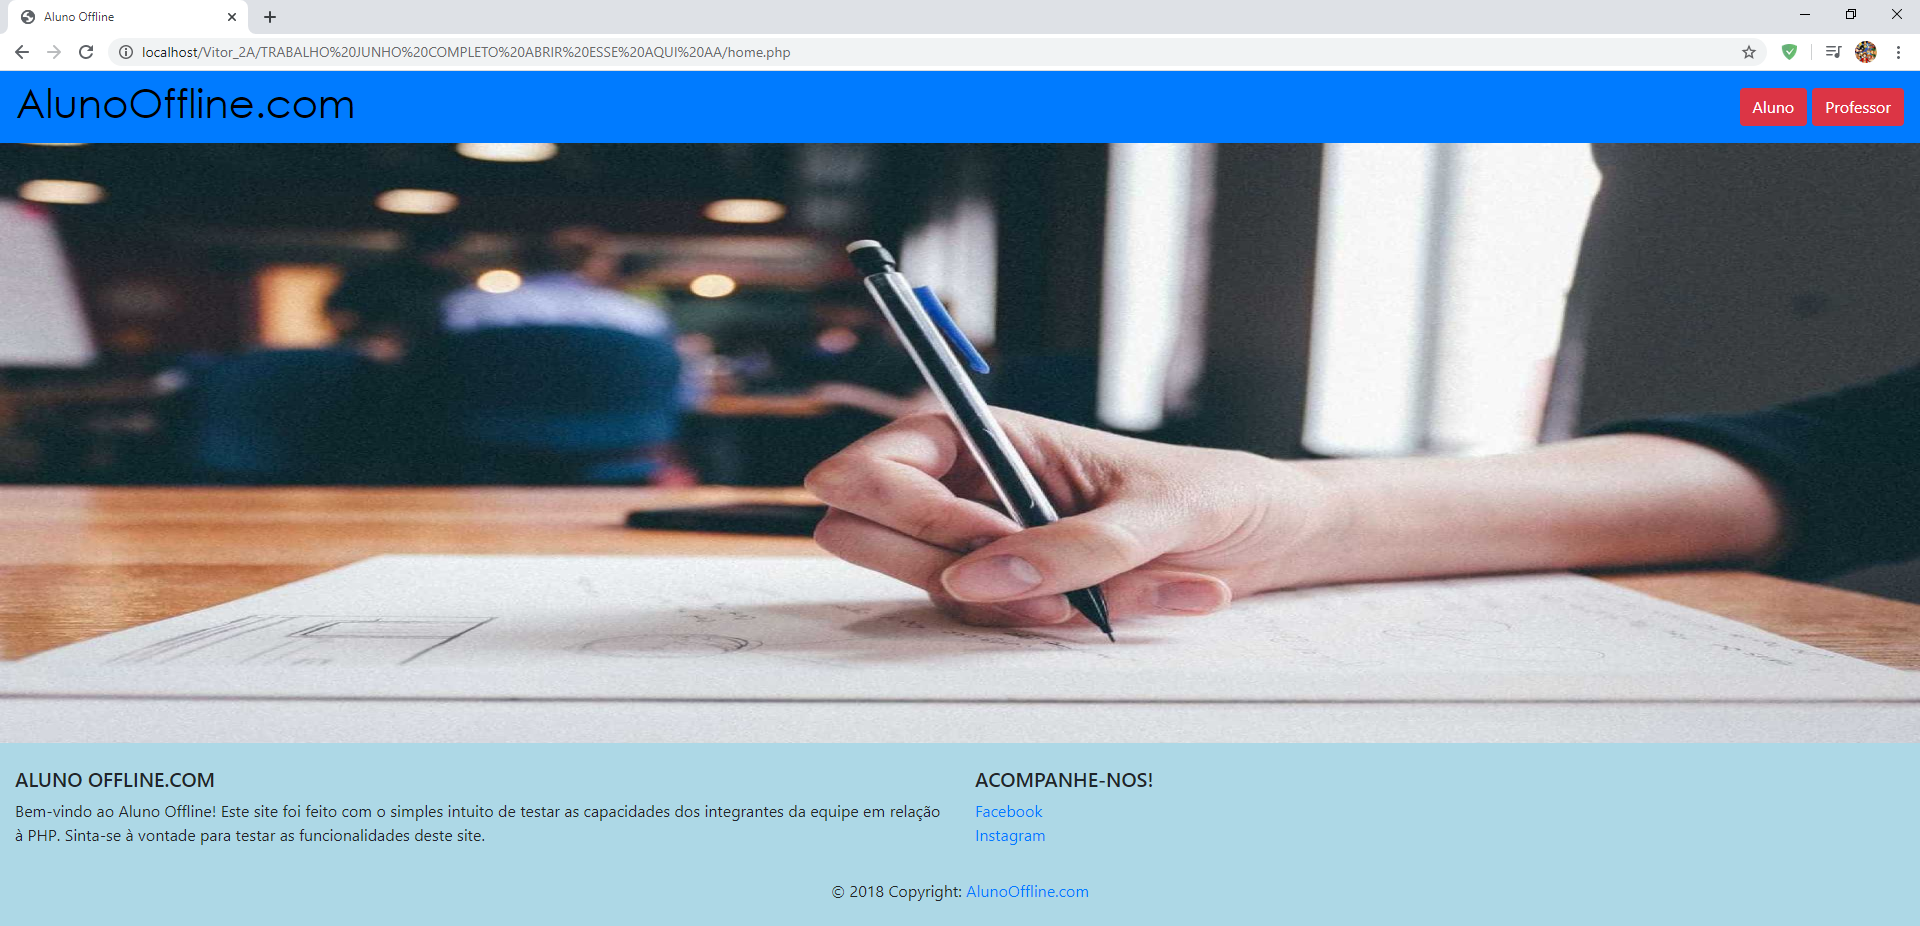 Aluno Offline
localhost/Vitor_2A/TRABALHO%20JUNHO%20COMPLETO%20ABRIR%20ESSE%20AQUI%20AA/home.php
AlunoOffline.com
Aluno Professor
ALUNO OFFLINE.COM
Bem-vindo ao Aluno Offline! Este site foi feito com o simples intuito de testar as capacidades dos integrantes da equipe em relação
à PHP. Sinta-se à vontade para testar as funcionalidades deste site.
ACOMPANHE-NOS!
Facebook
Instagram
© 2018 Copyright: AlunoOffline.com